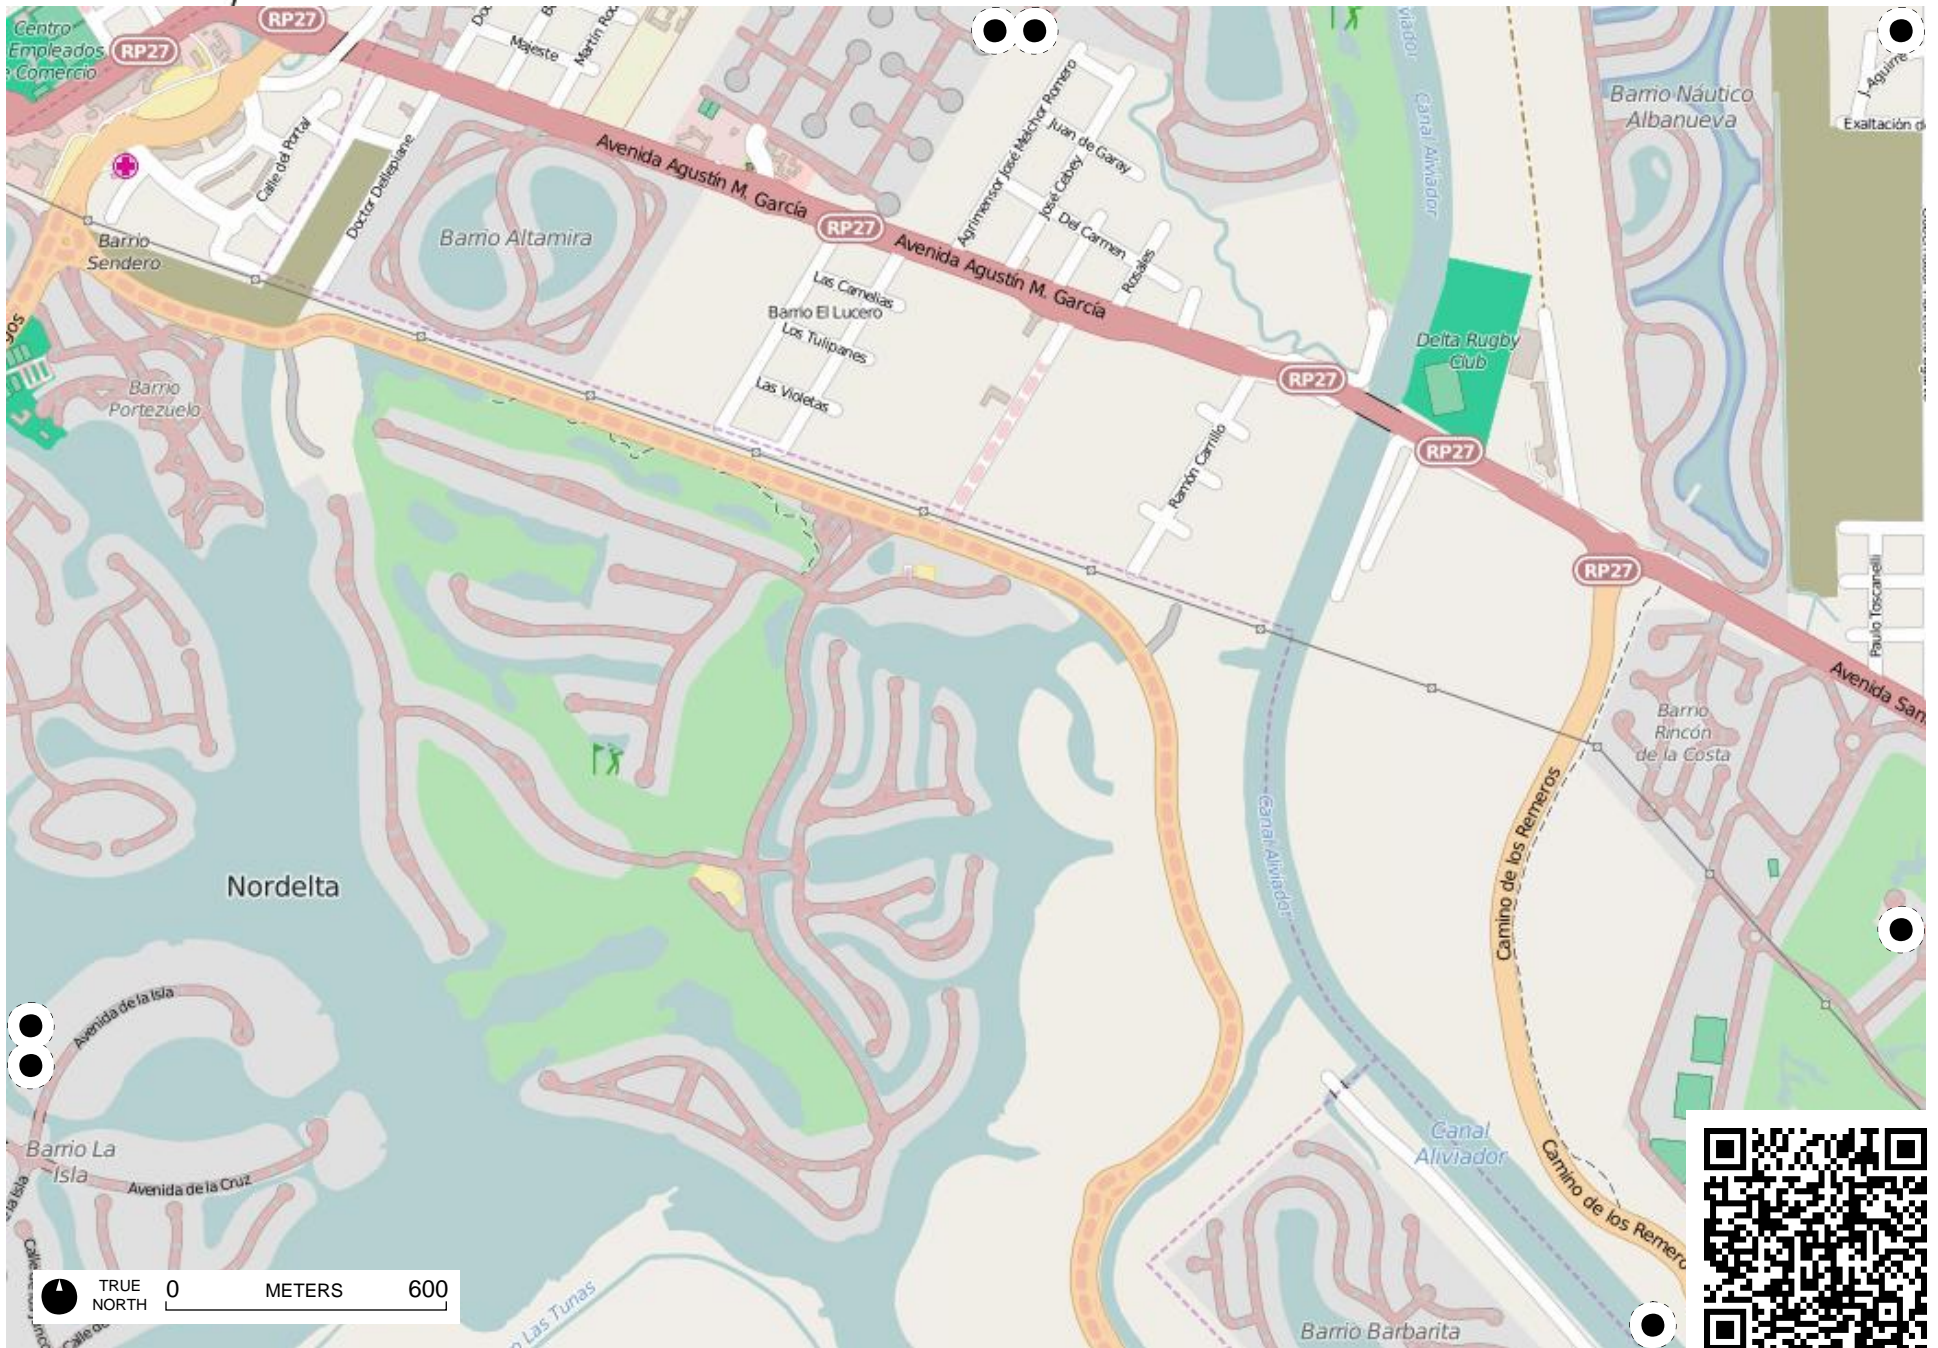 RP27
Centro
Empleados
Comercio
RP27
Majeste
Calle del Portal
Doctor Dellepiane
Barrio
Sendero
Barrio Altamira
Avenida Agustín M. García
RP27
Avenida Agustín M. García
Agrimensor José Melchor Romero
Juan de Garay
José Cabey
Del Carmen
Rosales
Las Camelias
Barrio El Lucero
Los Tulipanes
Las Violetas
Ramón Carrillo
RP27
RP27
RP27
Canal Aliviador
Delta Rugby
Club
Barrio Náutico
Albanueva
J. Aguirre
Exaltación d
Paulo Toscanelli
Avenida San
Barrio
Portezuelo
Barrio
Rincón
de la Costa
Camino de los Remeros
Canal Aliviador
Nordelta
Avenida de la Isla
Barrio La
Isla
Avenida de la Cruz
Canal
Aliviador
Camino de los Remero
Las Tunas
Barrio Barbarita
TRUE
NORTH
0 METERS 600